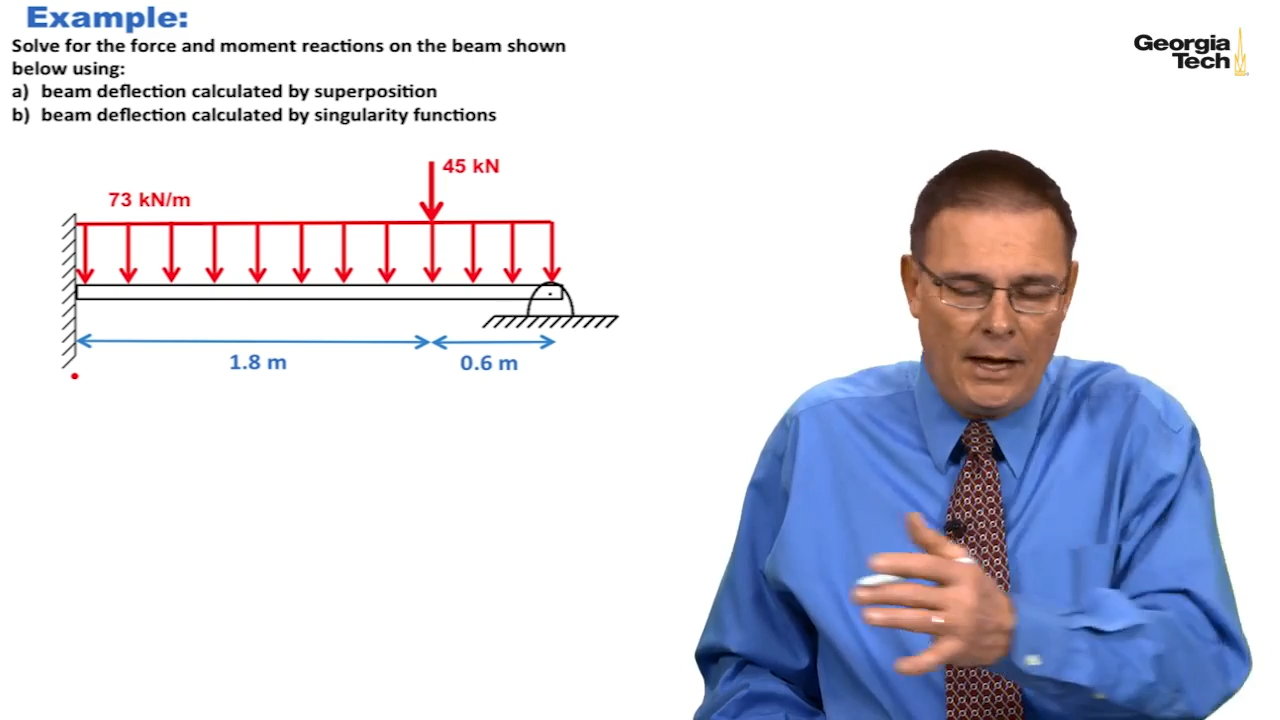 Example:
Solve for the force and moment reactions on the beam shown
below using:
a) beam deflection calculated by superposition
b) beam deflection calculated by singularity functions
Georgia
Tech
45 kN
73 kN/m
1.8 m
0.6 m